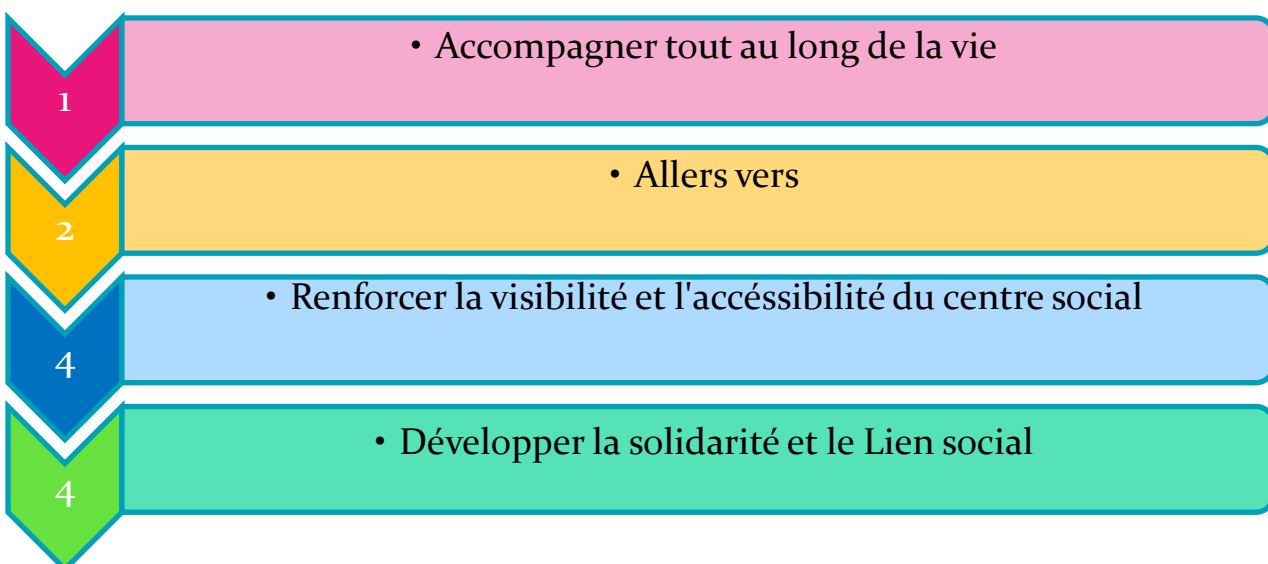 1
• Accompagner tout au long de la vie
2
• Allers vers
4
• Renforcer la visibilité et l'accéssibilité du centre social
4
• Développer la solidarité et le Lien social